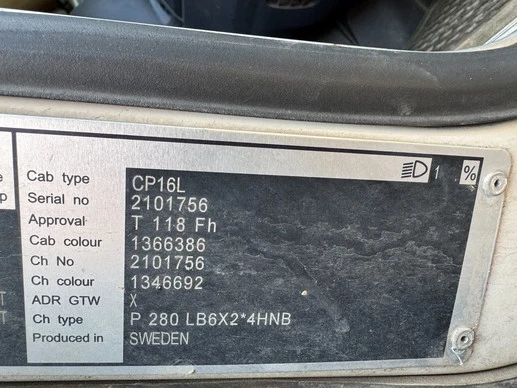 Cab type CP16L 1 %
Serial no 2101756
Approval T 118 Fh
Cab colour 1366386
Ch No 2101756
Ch colour 1346692
ADR GTW X
Ch type P 280 LB6X2*4HNB
Produced in SWEDEN